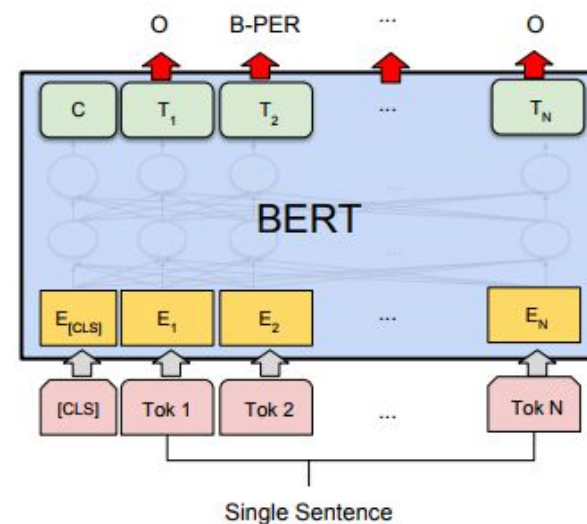 O B-PER ... O
C T1 T2 ... TN
...
BERT
...
E[CLS] E1 E2 ... EN
[CLS] Tok 1 Tok 2 ... Tok N
Single Sentence